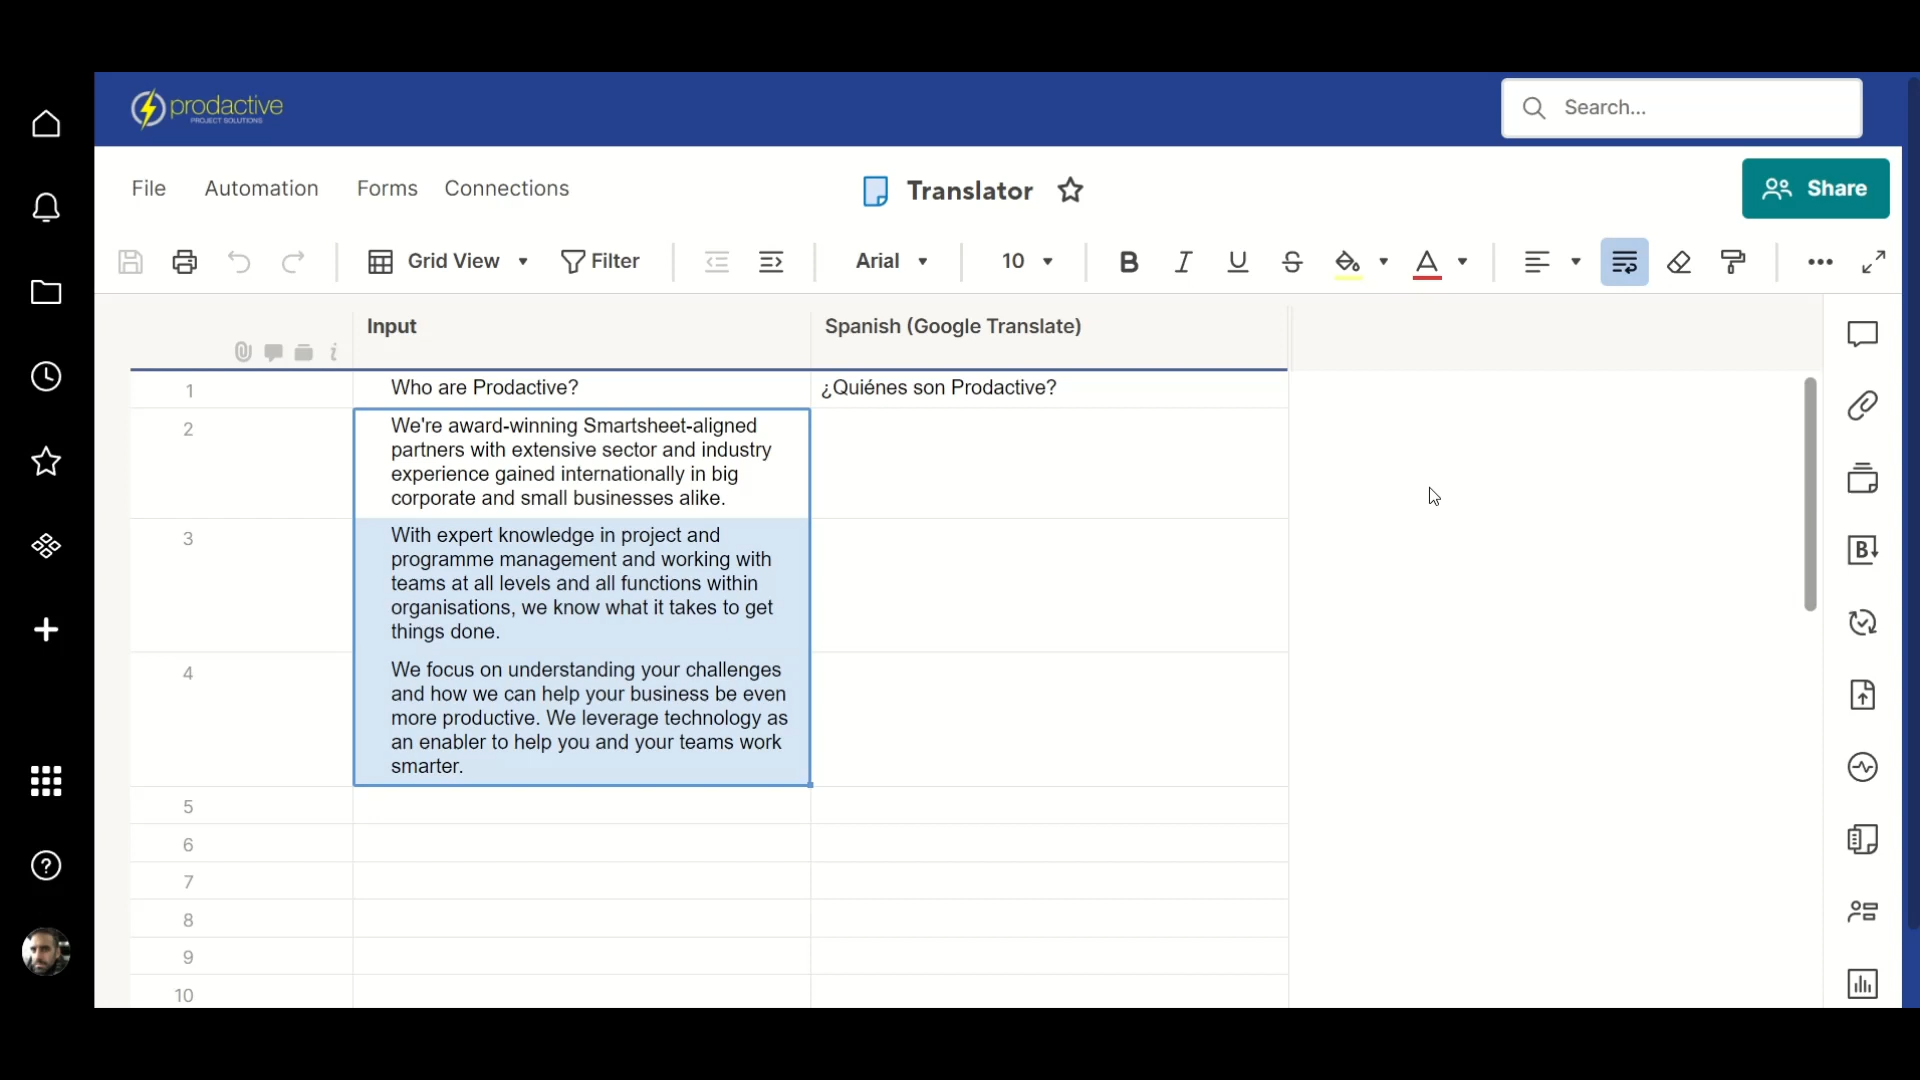 prodactive
PROJECT SOLUTIONS
Search...
File Automation Forms Connections
Translator
Share
Grid View Filter Arial 10 B I U S A
Input Spanish (Google Translate)
1 Who are Prodactive? ¿Quiénes son Prodactive?
2 We're award-winning Smartsheet-aligned
partners with extensive sector and industry
experience gained internationally in big
corporate and small businesses alike.
3 With expert knowledge in project and
programme management and working with
teams at all levels and all functions within
organisations, we know what it takes to get
things done.
4 We focus on understanding your challenges
and how we can help your business be even
more productive. We leverage technology as
an enabler to help you and your teams work
smarter.
5
6
7
8
9
10